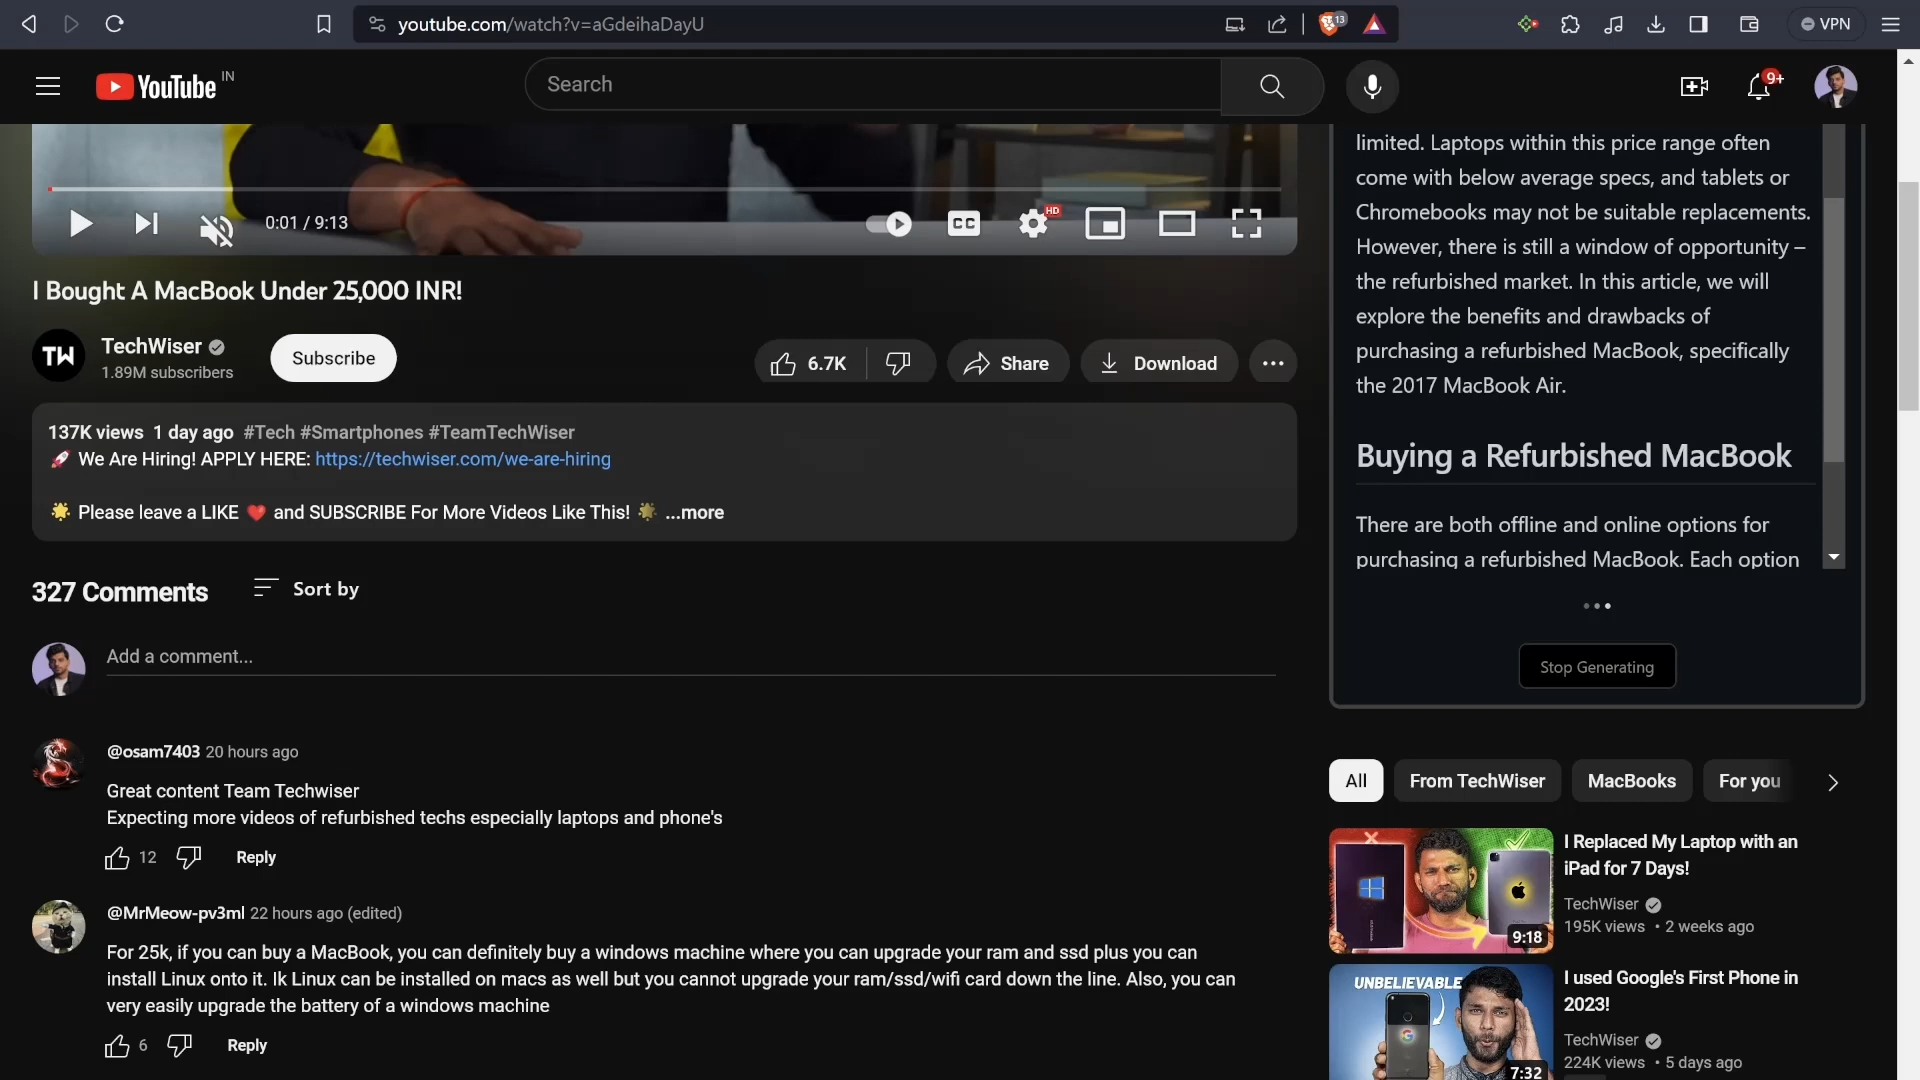 youtube.com/watch?v=aGdeihaDayU
13
VPN
YouTube IN
Search
9+
0:01 / 9:13
CC
HD
I Bought A MacBook Under 25,000 INR!
TW
TechWiser
1.89M subscribers
Subscribe
6.7K
Share
Download
137K views 1 day ago #Tech #Smartphones #TeamTechWiser
🚀 We Are Hiring! APPLY HERE: https://techwiser.com/we-are-hiring
🌟 Please leave a LIKE ❤️ and SUBSCRIBE For More Videos Like This! 🌟 ...more
327 Comments
Sort by
Add a comment...
@osam7403 20 hours ago
Great content Team Techwiser
Expecting more videos of refurbished techs especially laptops and phone's
12
Reply
@MrMeow-pv3ml 22 hours ago (edited)
For 25k, if you can buy a MacBook, you can definitely buy a windows machine where you can upgrade your ram and ssd plus you can
install Linux onto it. Ik Linux can be installed on macs as well but you cannot upgrade your ram/ssd/wifi card down the line. Also, you can
very easily upgrade the battery of a windows machine
6
Reply
limited. Laptops within this price range often
come with below average specs, and tablets or
Chromebooks may not be suitable replacements.
However, there is still a window of opportunity –
the refurbished market. In this article, we will
explore the benefits and drawbacks of
purchasing a refurbished MacBook, specifically
the 2017 MacBook Air.
Buying a Refurbished MacBook
There are both offline and online options for
purchasing a refurbished MacBook. Each option
Stop Generating
All
From TechWiser
MacBooks
For you
9:18
I Replaced My Laptop with an
iPad for 7 Days!
TechWiser
195K views • 2 weeks ago
UNBELIEVABLE
7:32
I used Google's First Phone in
2023!
TechWiser
224K views • 5 days ago